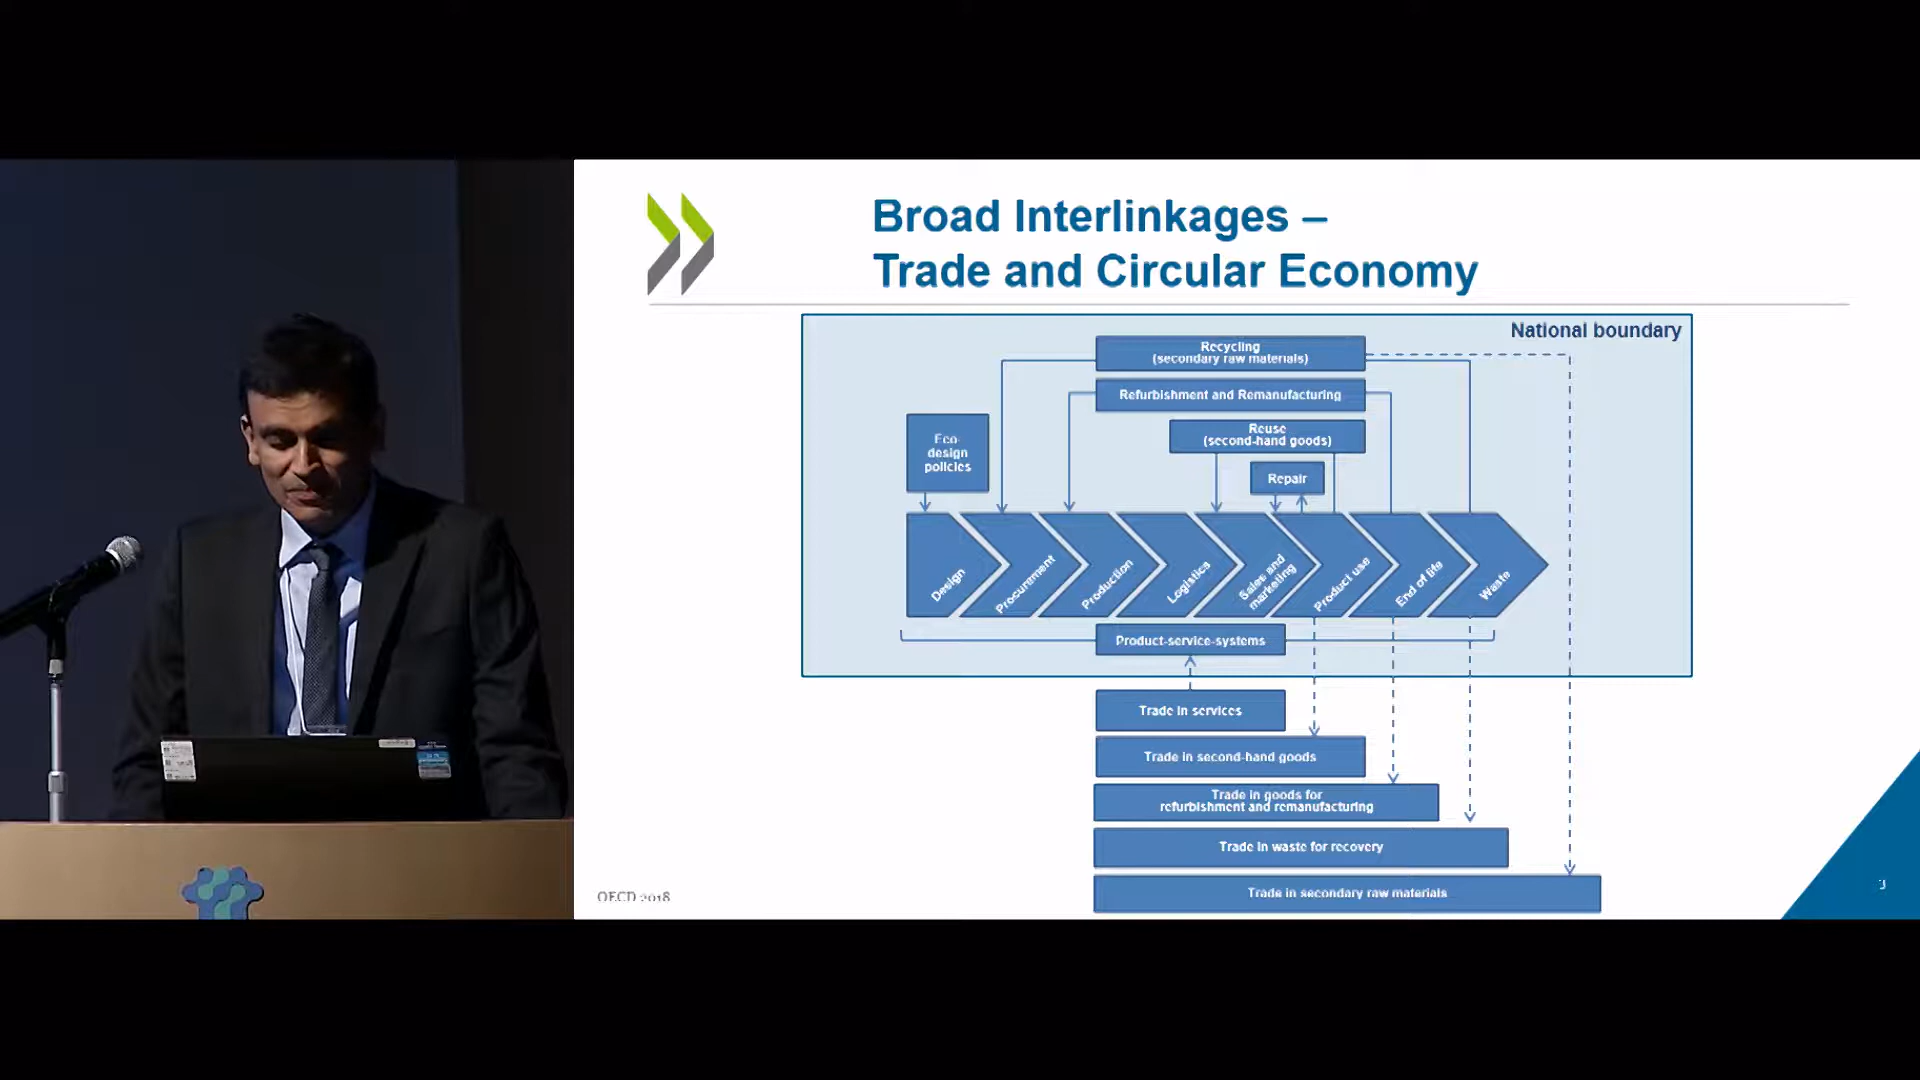 Broad Interlinkages –
Trade and Circular Economy
National boundary
Recycling
(secondary raw materials)
Refurbishment and Remanufacturing
Reuse
(second-hand goods)
Repair
Eco-
design
policies
Design
Procurement
Production
Logistics
Sales and
marketing
Product use
End of life
Waste
Product-service-systems
Trade in services
Trade in second-hand goods
Trade in goods for
refurbishment and remanufacturing
Trade in waste for recovery
Trade in secondary raw materials
OECD 2018
3